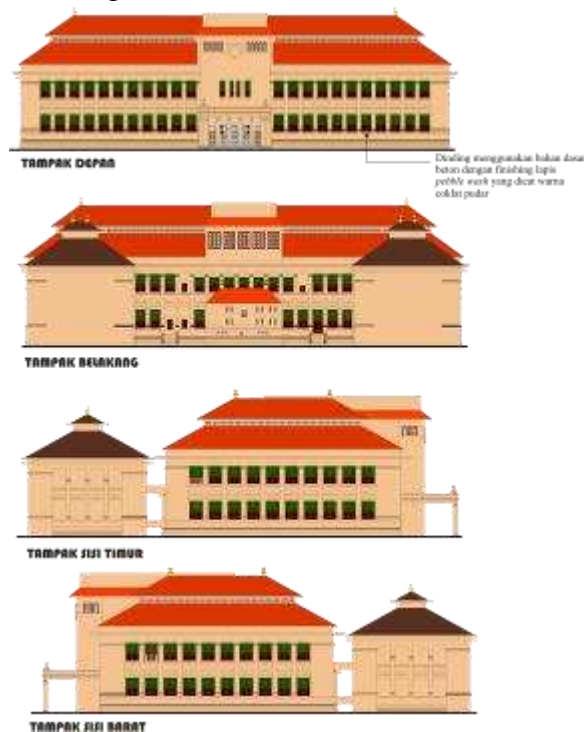 TAMPAK DEPAN
Dinding menggunakan bahan dasar
beton dengan finishing lapis
pebble wash yang dicat warna
coklat pudar
TAMPAK BELAKANG
TAMPAK SISI TIMUR
TAMPAK SISI BARAT